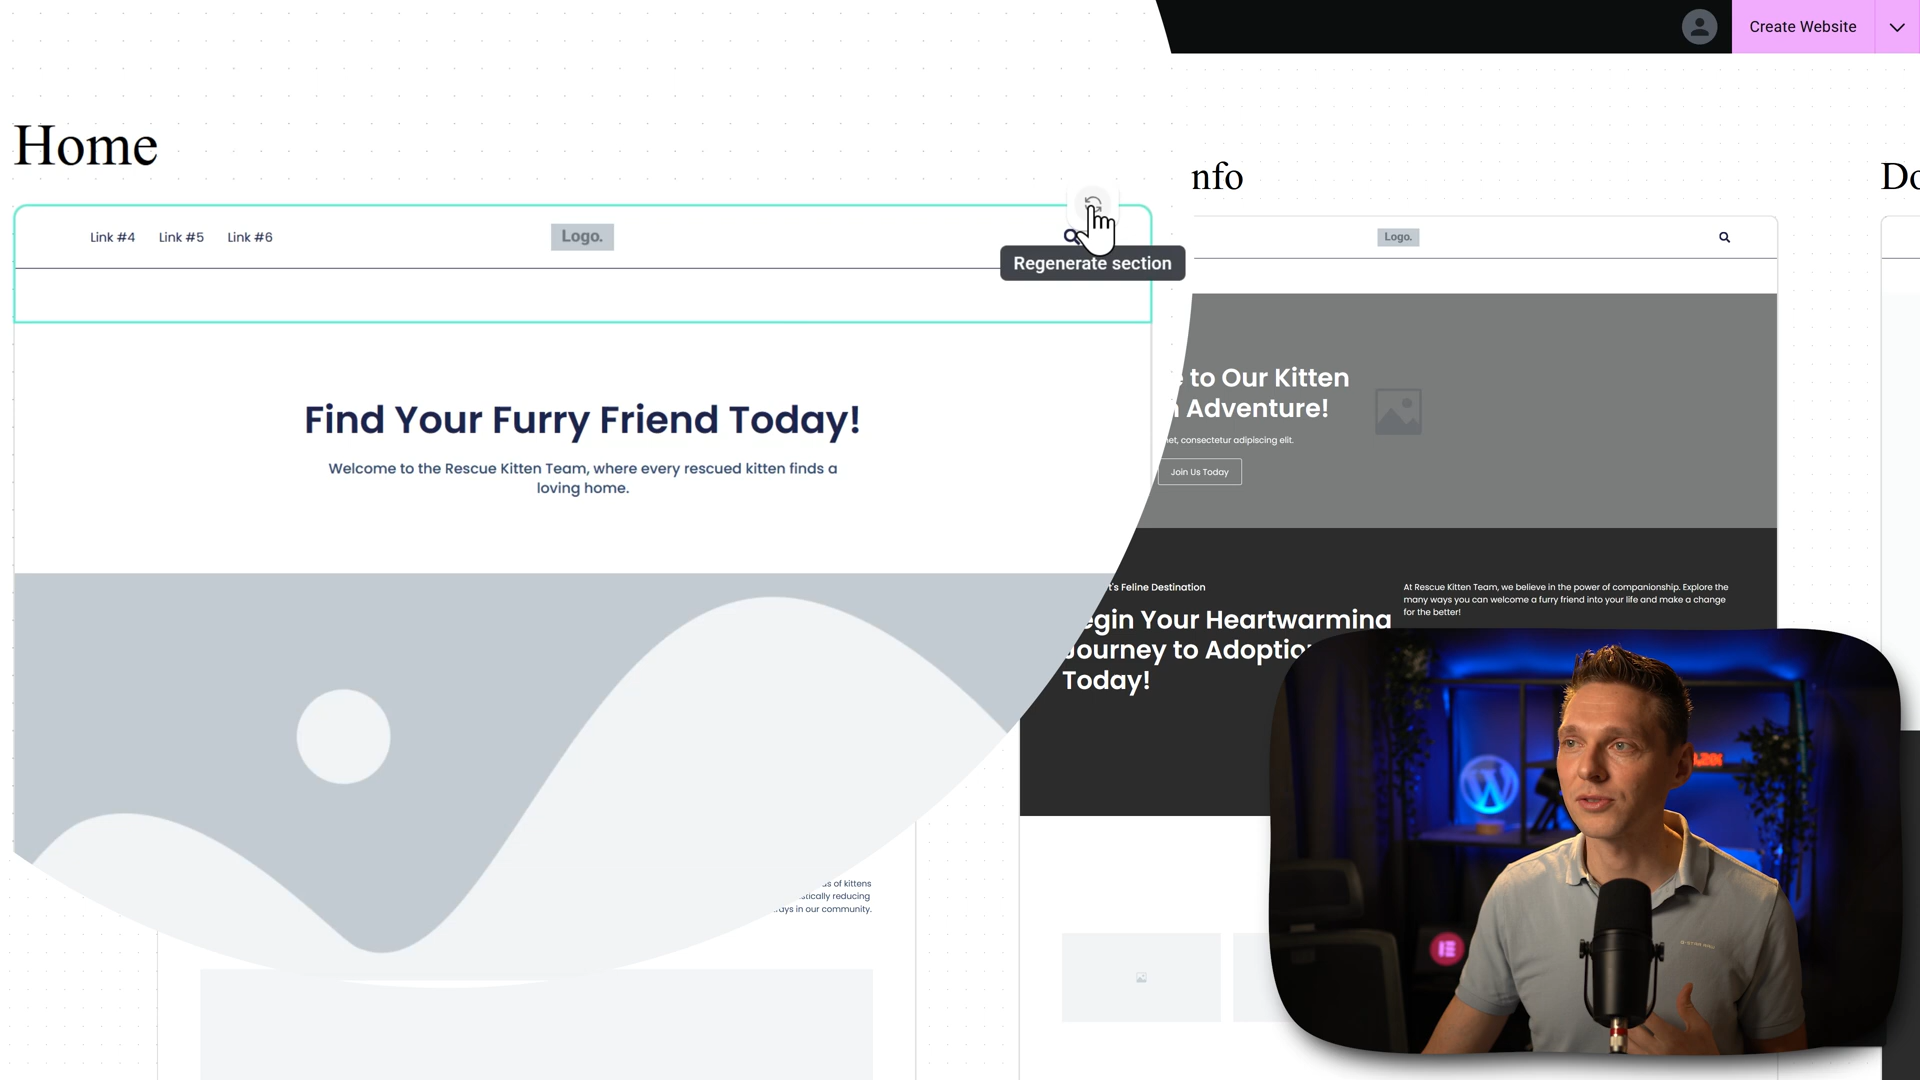 Create Website
Home
nfo
Do
Link #4 Link #5 Link #6
Logo.
Regenerate section
Logo.
Find Your Furry Friend Today!
Welcome to the Rescue Kitten Team, where every rescued kitten finds a
loving home.
to Our Kitten
Adventure!
et, consectetur adipiscing elit.
Join Us Today
t's Feline Destination
egin Your Heartwarming
Journey to Adoptio
Today!
At Rescue Kitten Team, we believe in the power of companionship. Explore the
many ways you can welcome a furry friend into your life and make a change
for the better!
s of kittens
stically reducing
ays in our community.